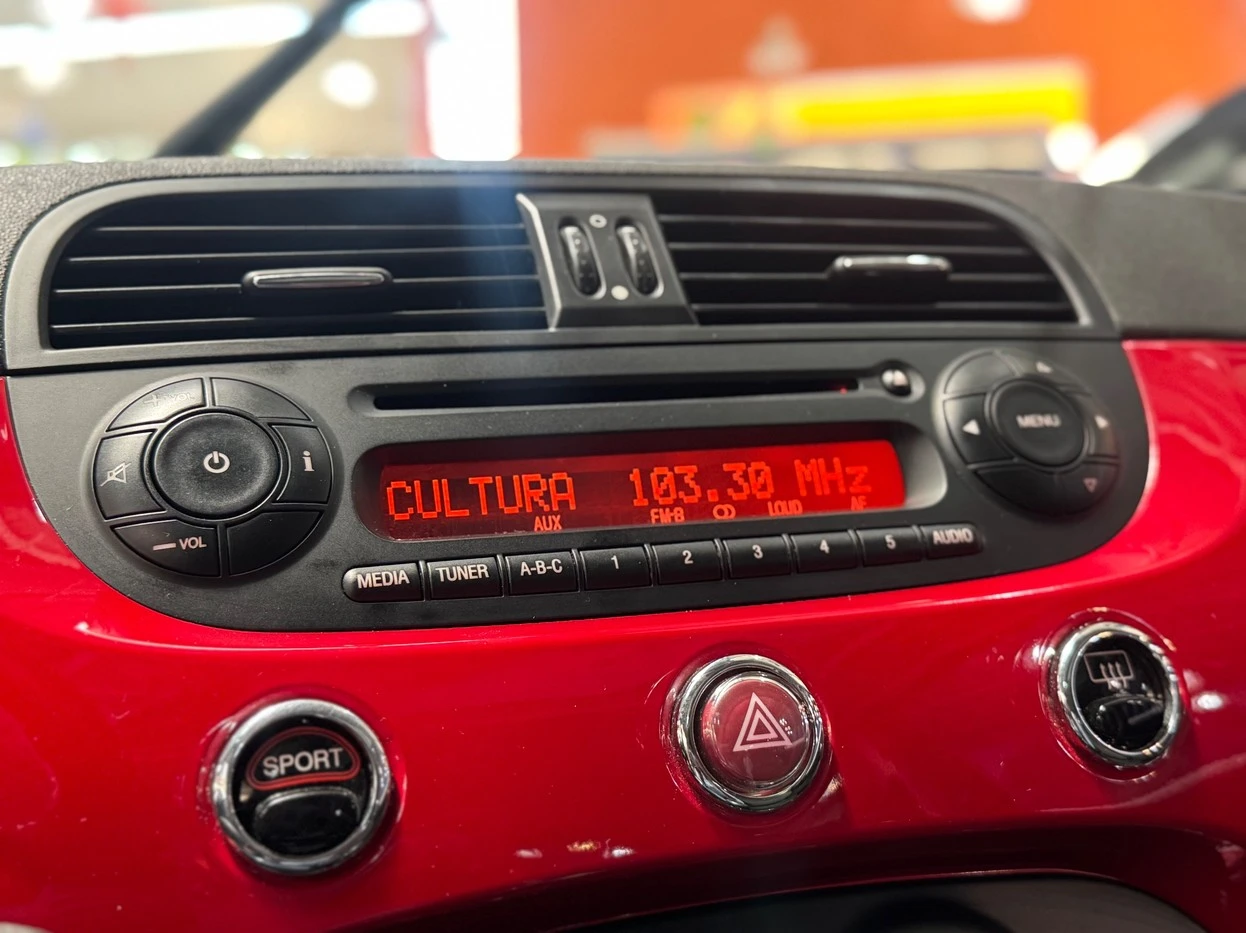 +VOL
MENU
i
CULTURA 103.30 MHz
AUX FM-B LOUD AF
– VOL
MEDIA TUNER A-B-C 1 2 3 4 5 AUDIO
SPORT